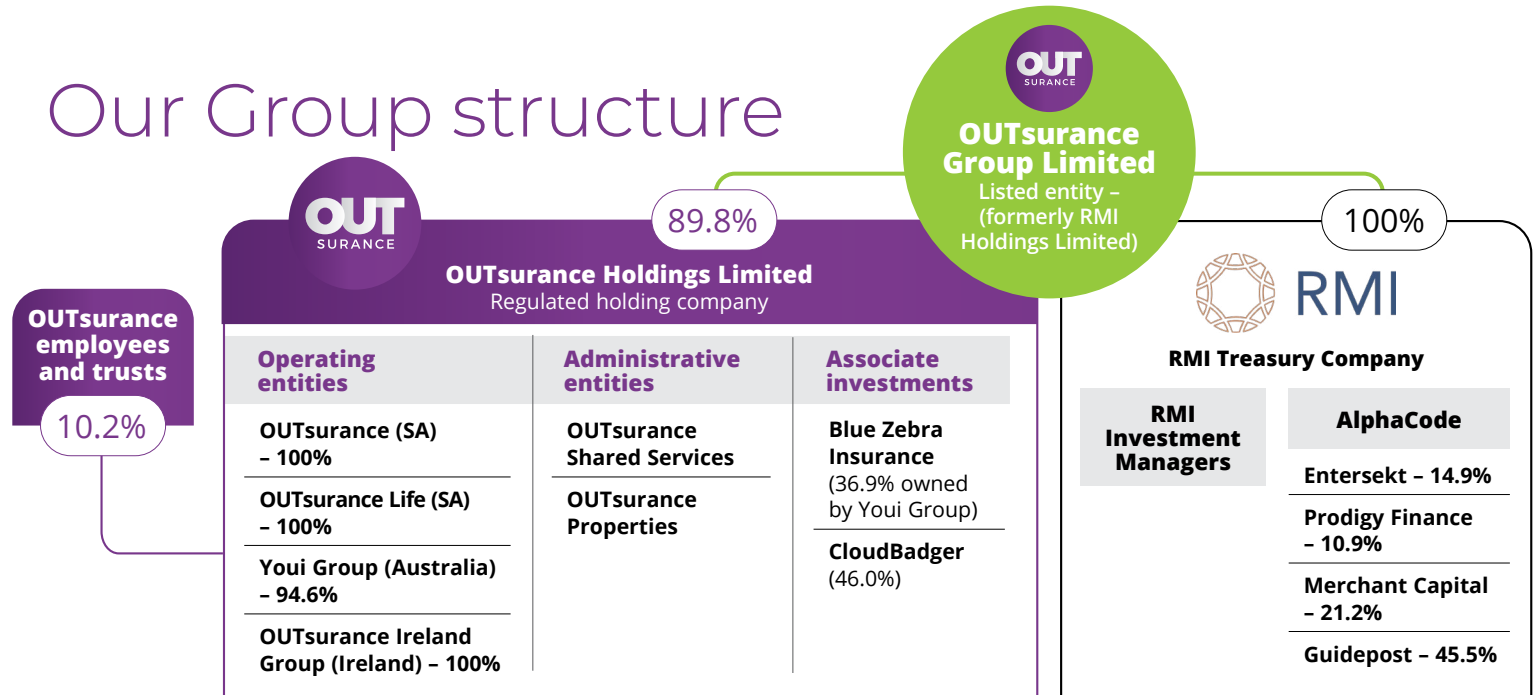 Our Group structure
OUT
SURANCE
OUTsurance
Group Limited
Listed entity –
(formerly RMI
Holdings Limited)
89.8%
100%
OUT
SURANCE
OUTsurance Holdings Limited
Regulated holding company
OUTsurance
employees
and trusts
10.2%
Operating
entities
OUTsurance (SA)
– 100%
OUTsurance Life (SA)
– 100%
Youi Group (Australia)
– 94.6%
OUTsurance Ireland
Group (Ireland) – 100%
Administrative
entities
OUTsurance
Shared Services
OUTsurance
Properties
Associate
investments
Blue Zebra
Insurance
(36.9% owned
by Youi Group)
CloudBadger
(46.0%)
RMI
RMI Treasury Company
RMI
Investment
Managers
AlphaCode
Entersekt – 14.9%
Prodigy Finance
– 10.9%
Merchant Capital
– 21.2%
Guidepost – 45.5%